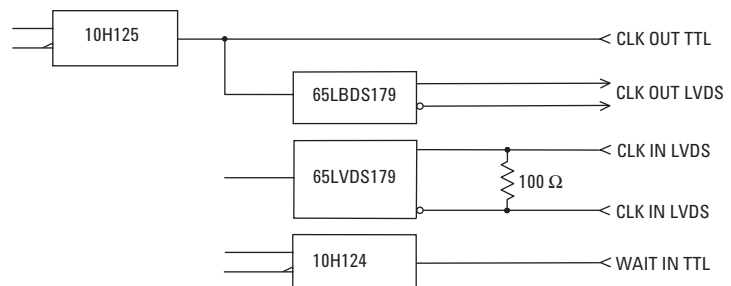 10H125
CLK OUT TTL
65LBDS179
CLK OUT LVDS
65LVDS179
CLK IN LVDS
100 Ω
CLK IN LVDS
10H124
WAIT IN TTL